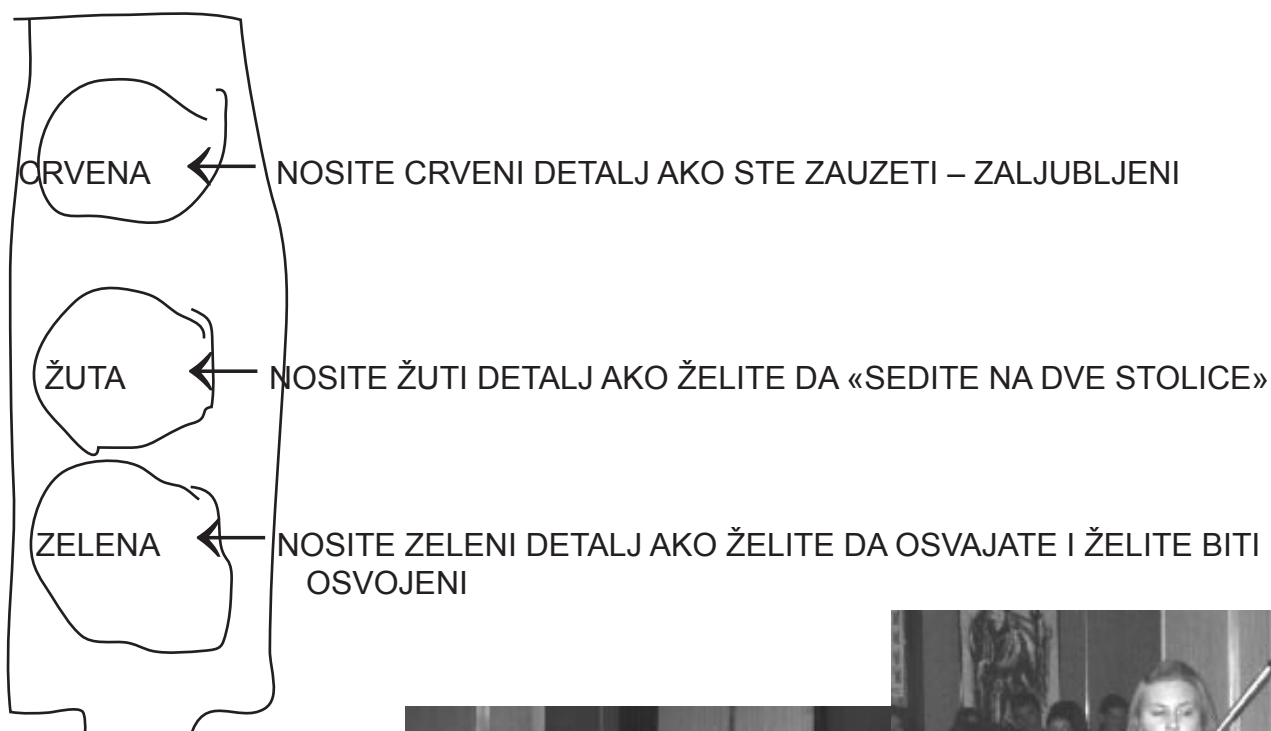 CRVENA NOSITE CRVENI DETALJ AKO STE ZAUZETI – ZALJUBLJENI
ŽUTA NOSITE ŽUTI DETALJ AKO ŽELITE DA «SEDITE NA DVE STOLICE»
ZELENA NOSITE ZELENI DETALJ AKO ŽELITE DA OSVAJATE I ŽELITE BITI
OSVOJENI